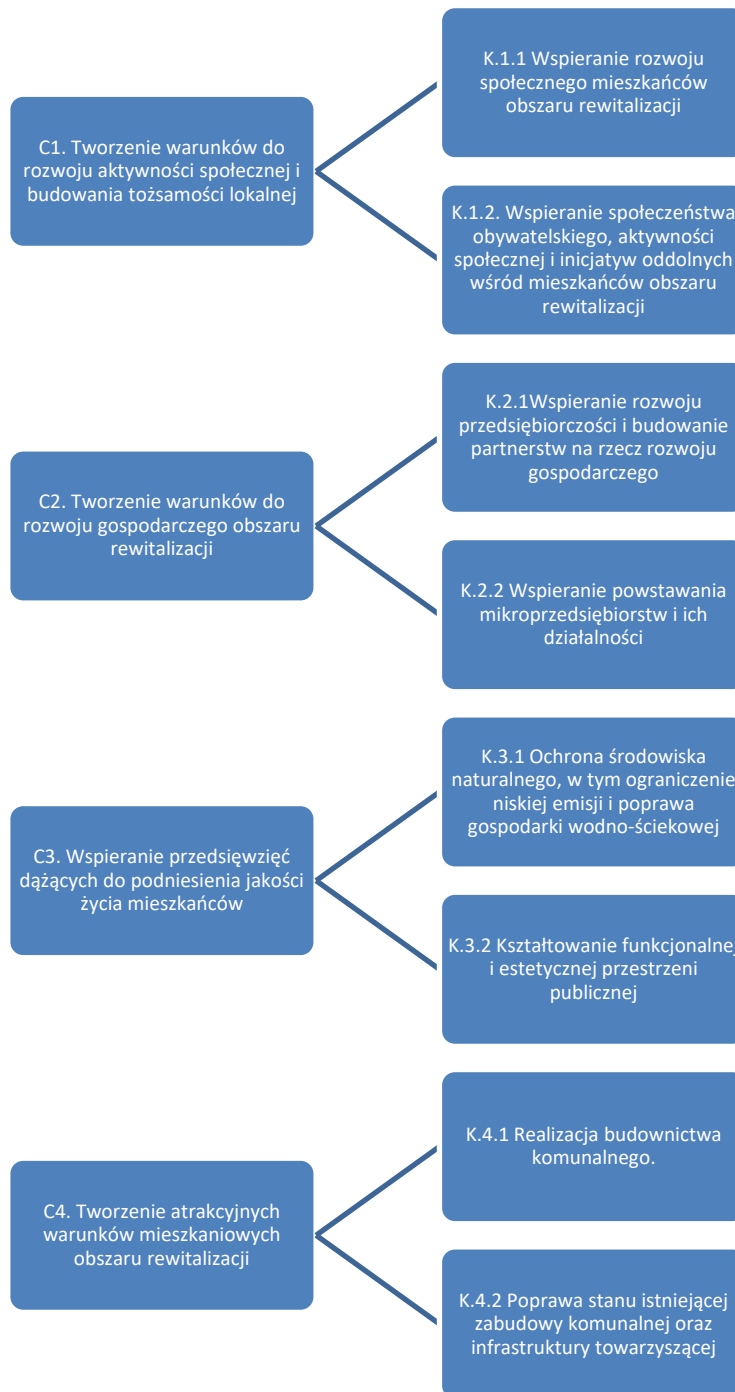 C1. Tworzenie warunków do
rozwoju aktywności społecznej i
budowania tożsamości lokalnej
K.1.1 Wspieranie rozwoju
społecznego mieszkańców
obszaru rewitalizacji
K.1.2. Wspieranie społeczeństwa
obywatelskiego, aktywności
społecznej i inicjatyw oddolnych
wśród mieszkańców obszaru
rewitalizacji
C2. Tworzenie warunków do
rozwoju gospodarczego obszaru
rewitalizacji
K.2.1Wspieranie rozwoju
przedsiębiorczości i budowanie
partnerstw na rzecz rozwoju
gospodarczego
K.2.2 Wspieranie powstawania
mikroprzedsiębiorstw i ich
działalności
C3. Wspieranie przedsięwzięć
dążących do podniesienia jakości
życia mieszkańców
K.3.1 Ochrona środowiska
naturalnego, w tym ograniczenie
niskiej emisji i poprawa
gospodarki wodno-ściekowej
K.3.2 Kształtowanie funkcjonalnej
i estetycznej przestrzeni
publicznej
C4. Tworzenie atrakcyjnych
warunków mieszkaniowych
obszaru rewitalizacji
K.4.1 Realizacja budownictwa
komunalnego.
K.4.2 Poprawa stanu istniejącej
zabudowy komunalnej oraz
infrastruktury towarzyszącej